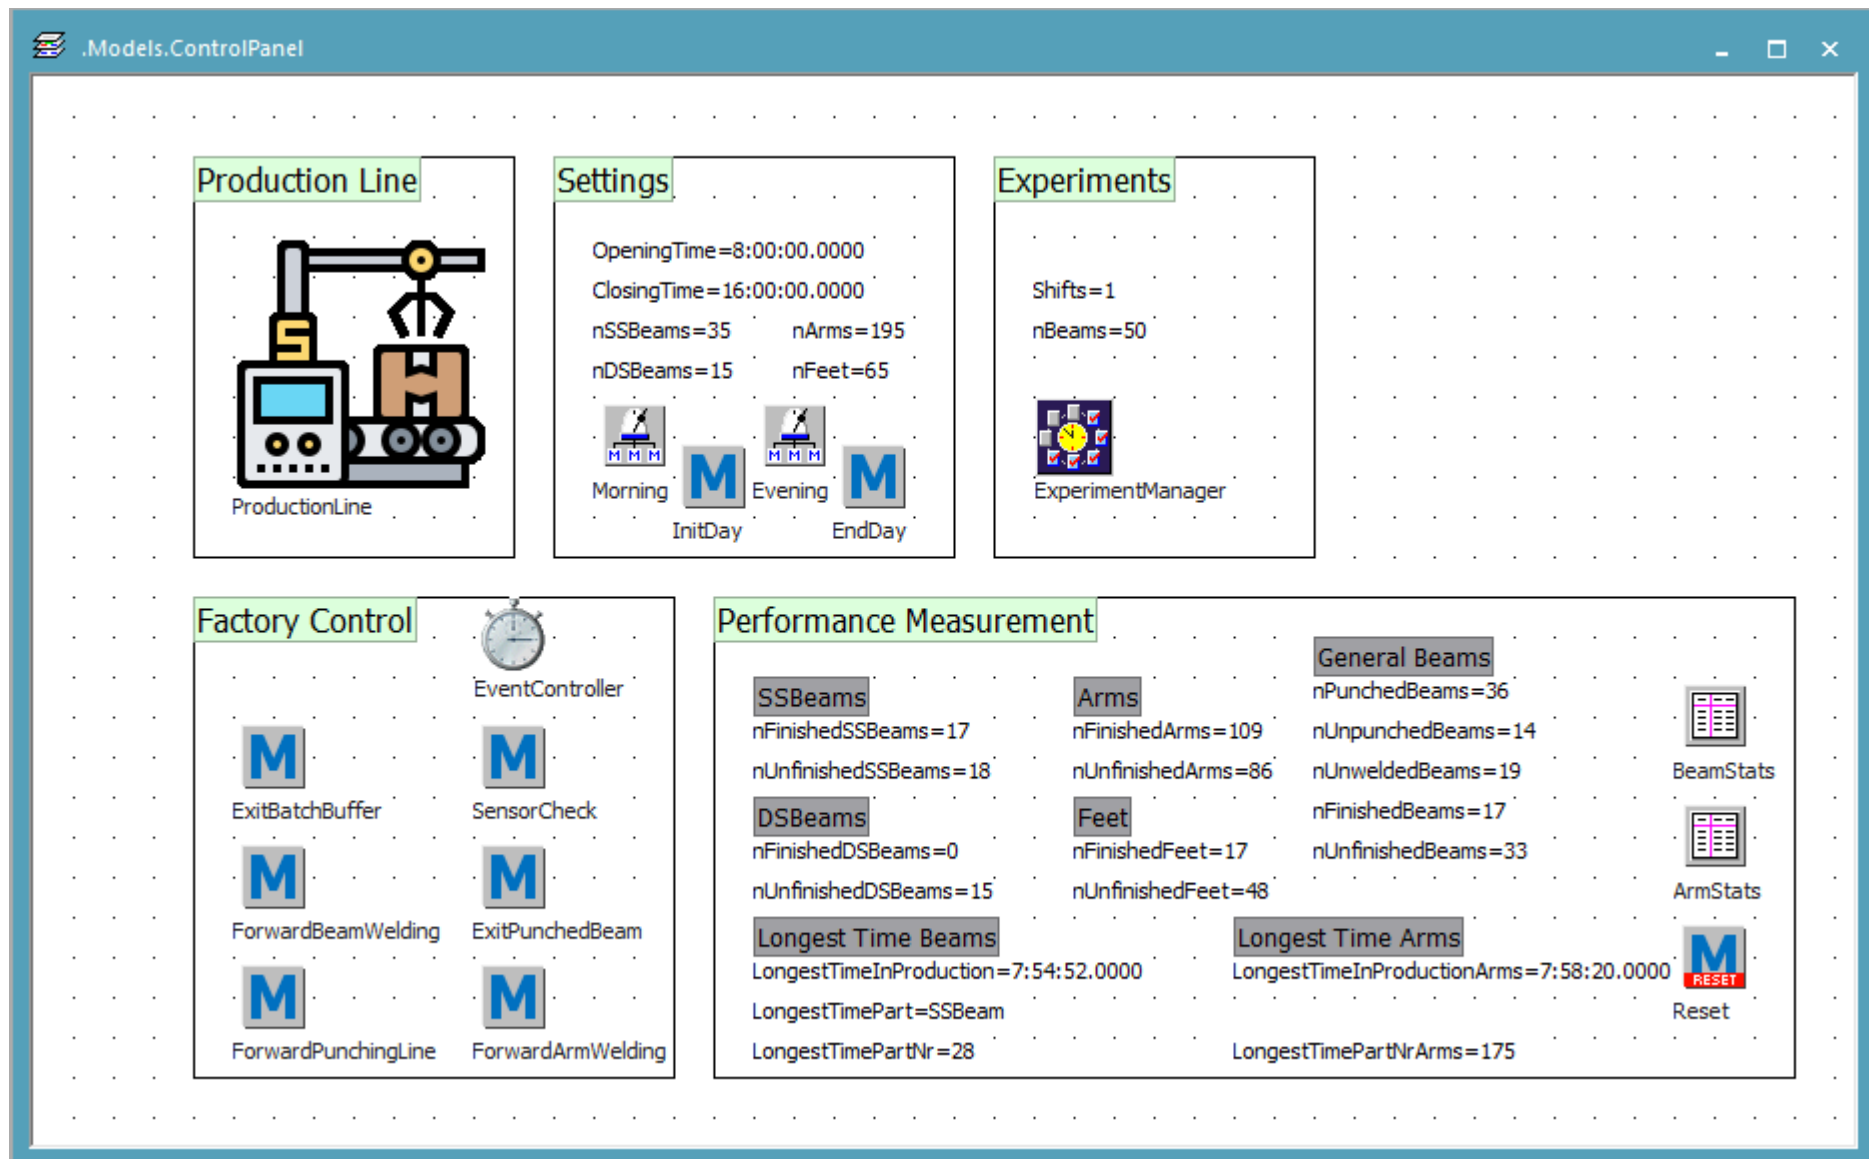 .Models.ControlPanel
Production Line
ProductionLine
Settings
OpeningTime=8:00:00.0000
ClosingTime=16:00:00.0000
nSSBeams=35 nArms=195
nDSBeams=15 nFeet=65
M M M M M M
M M
Morning Evening
InitDay EndDay
Experiments
Shifts=1
nBeams=50
ExperimentManager
Factory Control
EventController
M M
ExitBatchBuffer SensorCheck
M M
ForwardBeamWelding ExitPunchedBeam
M M
ForwardPunchingLine ForwardArmWelding
Performance Measurement
SSBeams
nFinishedSSBeams=17
nUnfinishedSSBeams=18
DSBeams
nFinishedDSBeams=0
nUnfinishedDSBeams=15
Arms
nFinishedArms=109
nUnfinishedArms=86
Feet
nFinishedFeet=17
nUnfinishedFeet=48
General Beams
nPunchedBeams=36
nUnpunchedBeams=14
nUnweldedBeams=19
nFinishedBeams=17
nUnfinishedBeams=33
Longest Time Beams
LongestTimeInProduction=7:54:52.0000
LongestTimePart=SSBeam
LongestTimePartNr=28
Longest Time Arms
LongestTimeInProductionArms=7:58:20.0000
LongestTimePartNrArms=175
BeamStats
ArmStats
M
RESET
Reset